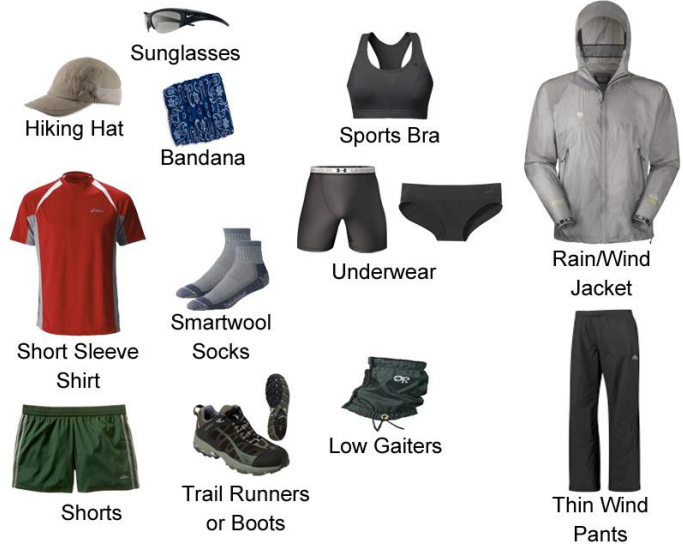 Sunglasses
Hiking Hat
Bandana
Sports Bra
Underwear
Rain/Wind
Jacket
Short Sleeve
Shirt
Smartwool
Socks
OR
Low Gaiters
Shorts
Trail Runners
or Boots
Thin Wind
Pants